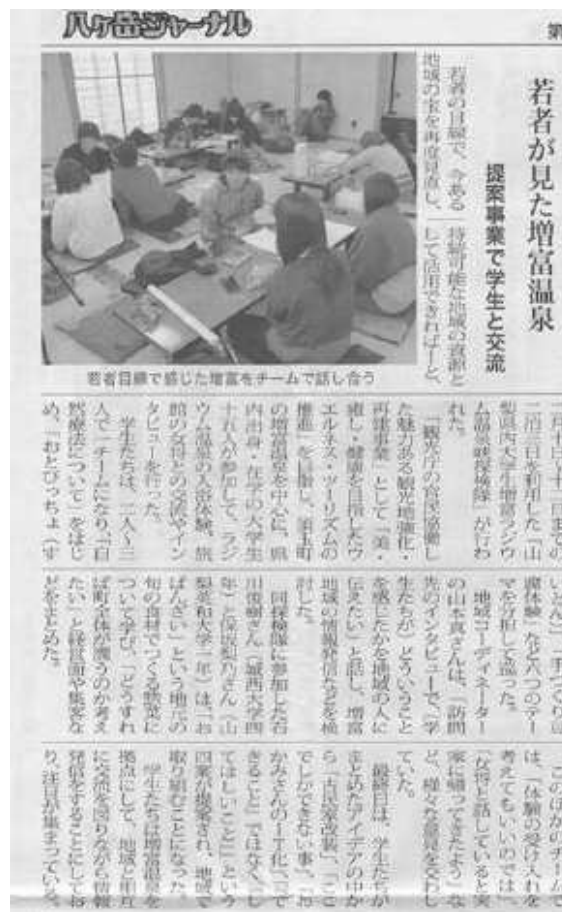 八ヶ岳ジャーナル
第
若者が見た増富温泉
提案事業で学生と交流
若者の目線で、今ある
地域の宝を再度見直し、
持続可能な地域の資源と
して活用できれば―と、
若者目線で感じた増富をチームで話し合う
二月十日〜十二日までの
二泊三日を利用した「山
梨県内大学生増富ラジウ
ム温泉峡探検隊」が行わ
れた。
「観光庁の官民協働し
た魅力ある観光地強化・
再建事業」として「美・
癒し・健康を目指したウ
エルネス・ツーリズムの
推進」を目指し、須玉町
の増富温泉を中心に、県
内出身・在学の大学生
十五人が参加して、ラジ
ウム温泉の入浴体験、旅
館の女将との交流やイン
タビューを行った。
学生たちは、二人〜三
人で一チームになり、「自
然療法について」をはじ
め、「おとびっちょ（す
いとん）」「手づくり豆
腐体験」など六つのテー
マを分担して巡った。
地域コーディネーター
の山本真さんは、「訪問
先のインタビューで、（学
生たちが）どういうこと
を感じたかを地域の人に
伝えたい」と話し、増富
地域の情報発信などを検
討した。
同探検隊に参加した石
川俊樹さん（城西大学四
年）と保坂梨乃さん（山
梨英和大学二年）は、「お
ばんざい」という地元の
旬の食材でつくる惣菜に
ついて学び、「どうすれ
ば町全体が潤うのか考え
たい」と経営面や集客な
どをまとめた。
このほかのチームで
は、「体験の受け入れを
考えてもいいのでは」、
「女将と話していると実
家に帰ってきたよう」な
ど、様々な意見を交わし
ていた。
最終日は、学生たちが
まとめたアイデアの中か
ら「古民家改装」、「ここ
でしかできない事」、「お
かみさんのＩＴ化」、「『で
きること』ではなく『し
てほしいこと』」という
四案が提案され、地域で
取り組むことになった。
学生たちは増富温泉を
拠点にして、地域と相互
に交流を図りながら情報
発信をすることにしてお
り、注目が集まっている。